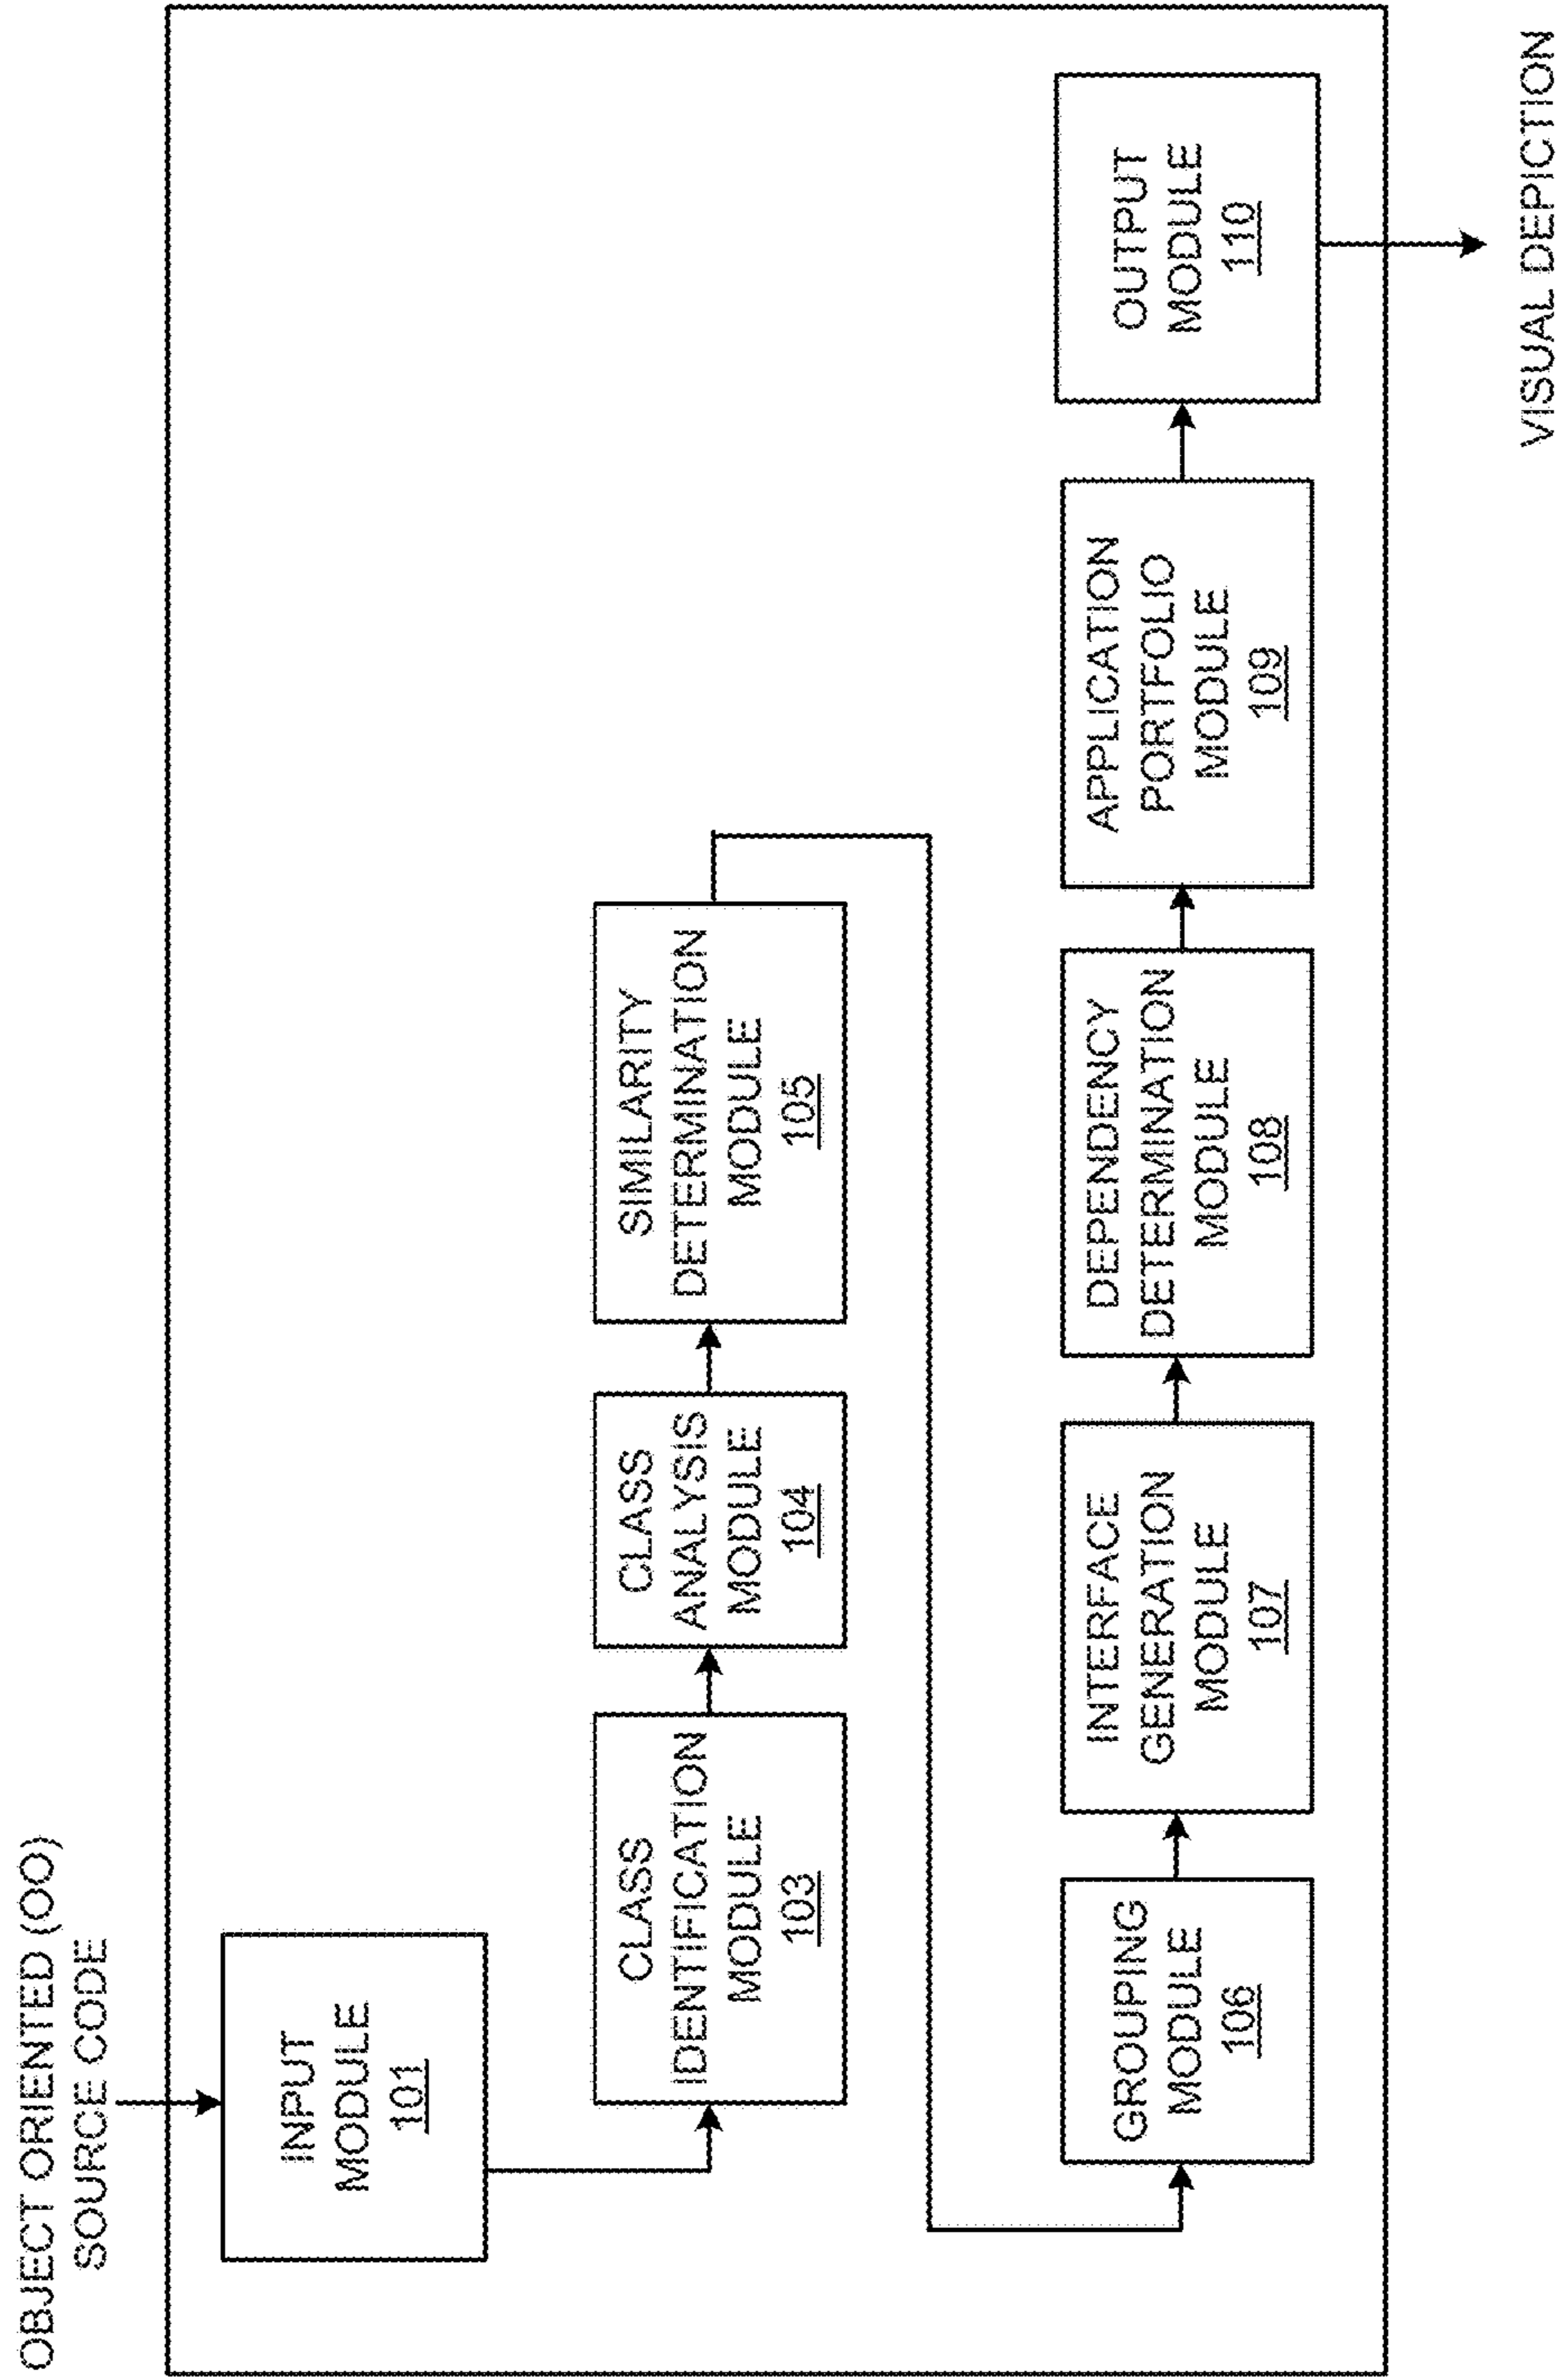 OBJECT ORIENTED (OO)
SOURCE CODE
INPUT
MODULE
101
CLASS
IDENTIFICATION
MODULE
103
CLASS
ANALYSIS
MODULE
104
SIMILARITY
DETERMINATION
MODULE
105
GROUPING
MODULE
106
INTERFACE
GENERATION
MODULE
107
DEPENDENCY
DETERMINATION
MODULE
108
APPLICATION
PORTFOLIO
MODULE
109
OUTPUT
MODULE
110
VISUAL DEPICTION